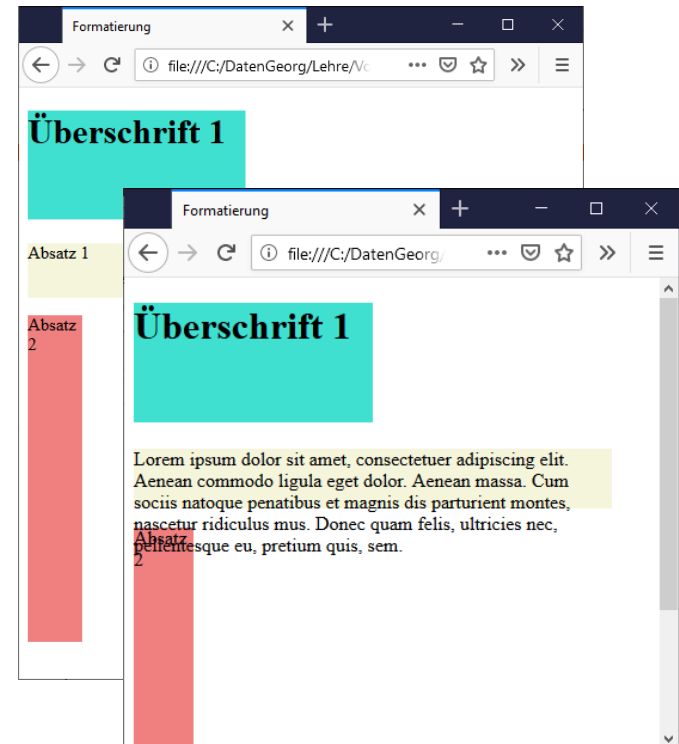 Formatierung
file:///C:/DatenGeorg/Lehre/Vo
Überschrift 1
Absatz 1
Absatz
2
Formatierung
file:///C:/DatenGeorg/
Überschrift 1
Lorem ipsum dolor sit amet, consectetuer adipiscing elit.
Aenean commodo ligula eget dolor. Aenean massa. Cum
sociis natoque penatibus et magnis dis parturient montes,
nascetur ridiculus mus. Donec quam felis, ultricies nec,
pellentesque eu, pretium quis, sem.
Absatz
2